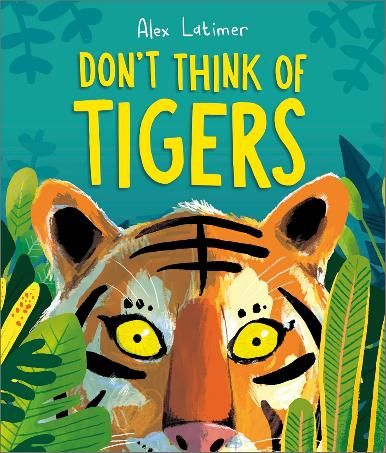 Alex Latimer
DON'T THINK OF
TIGERS